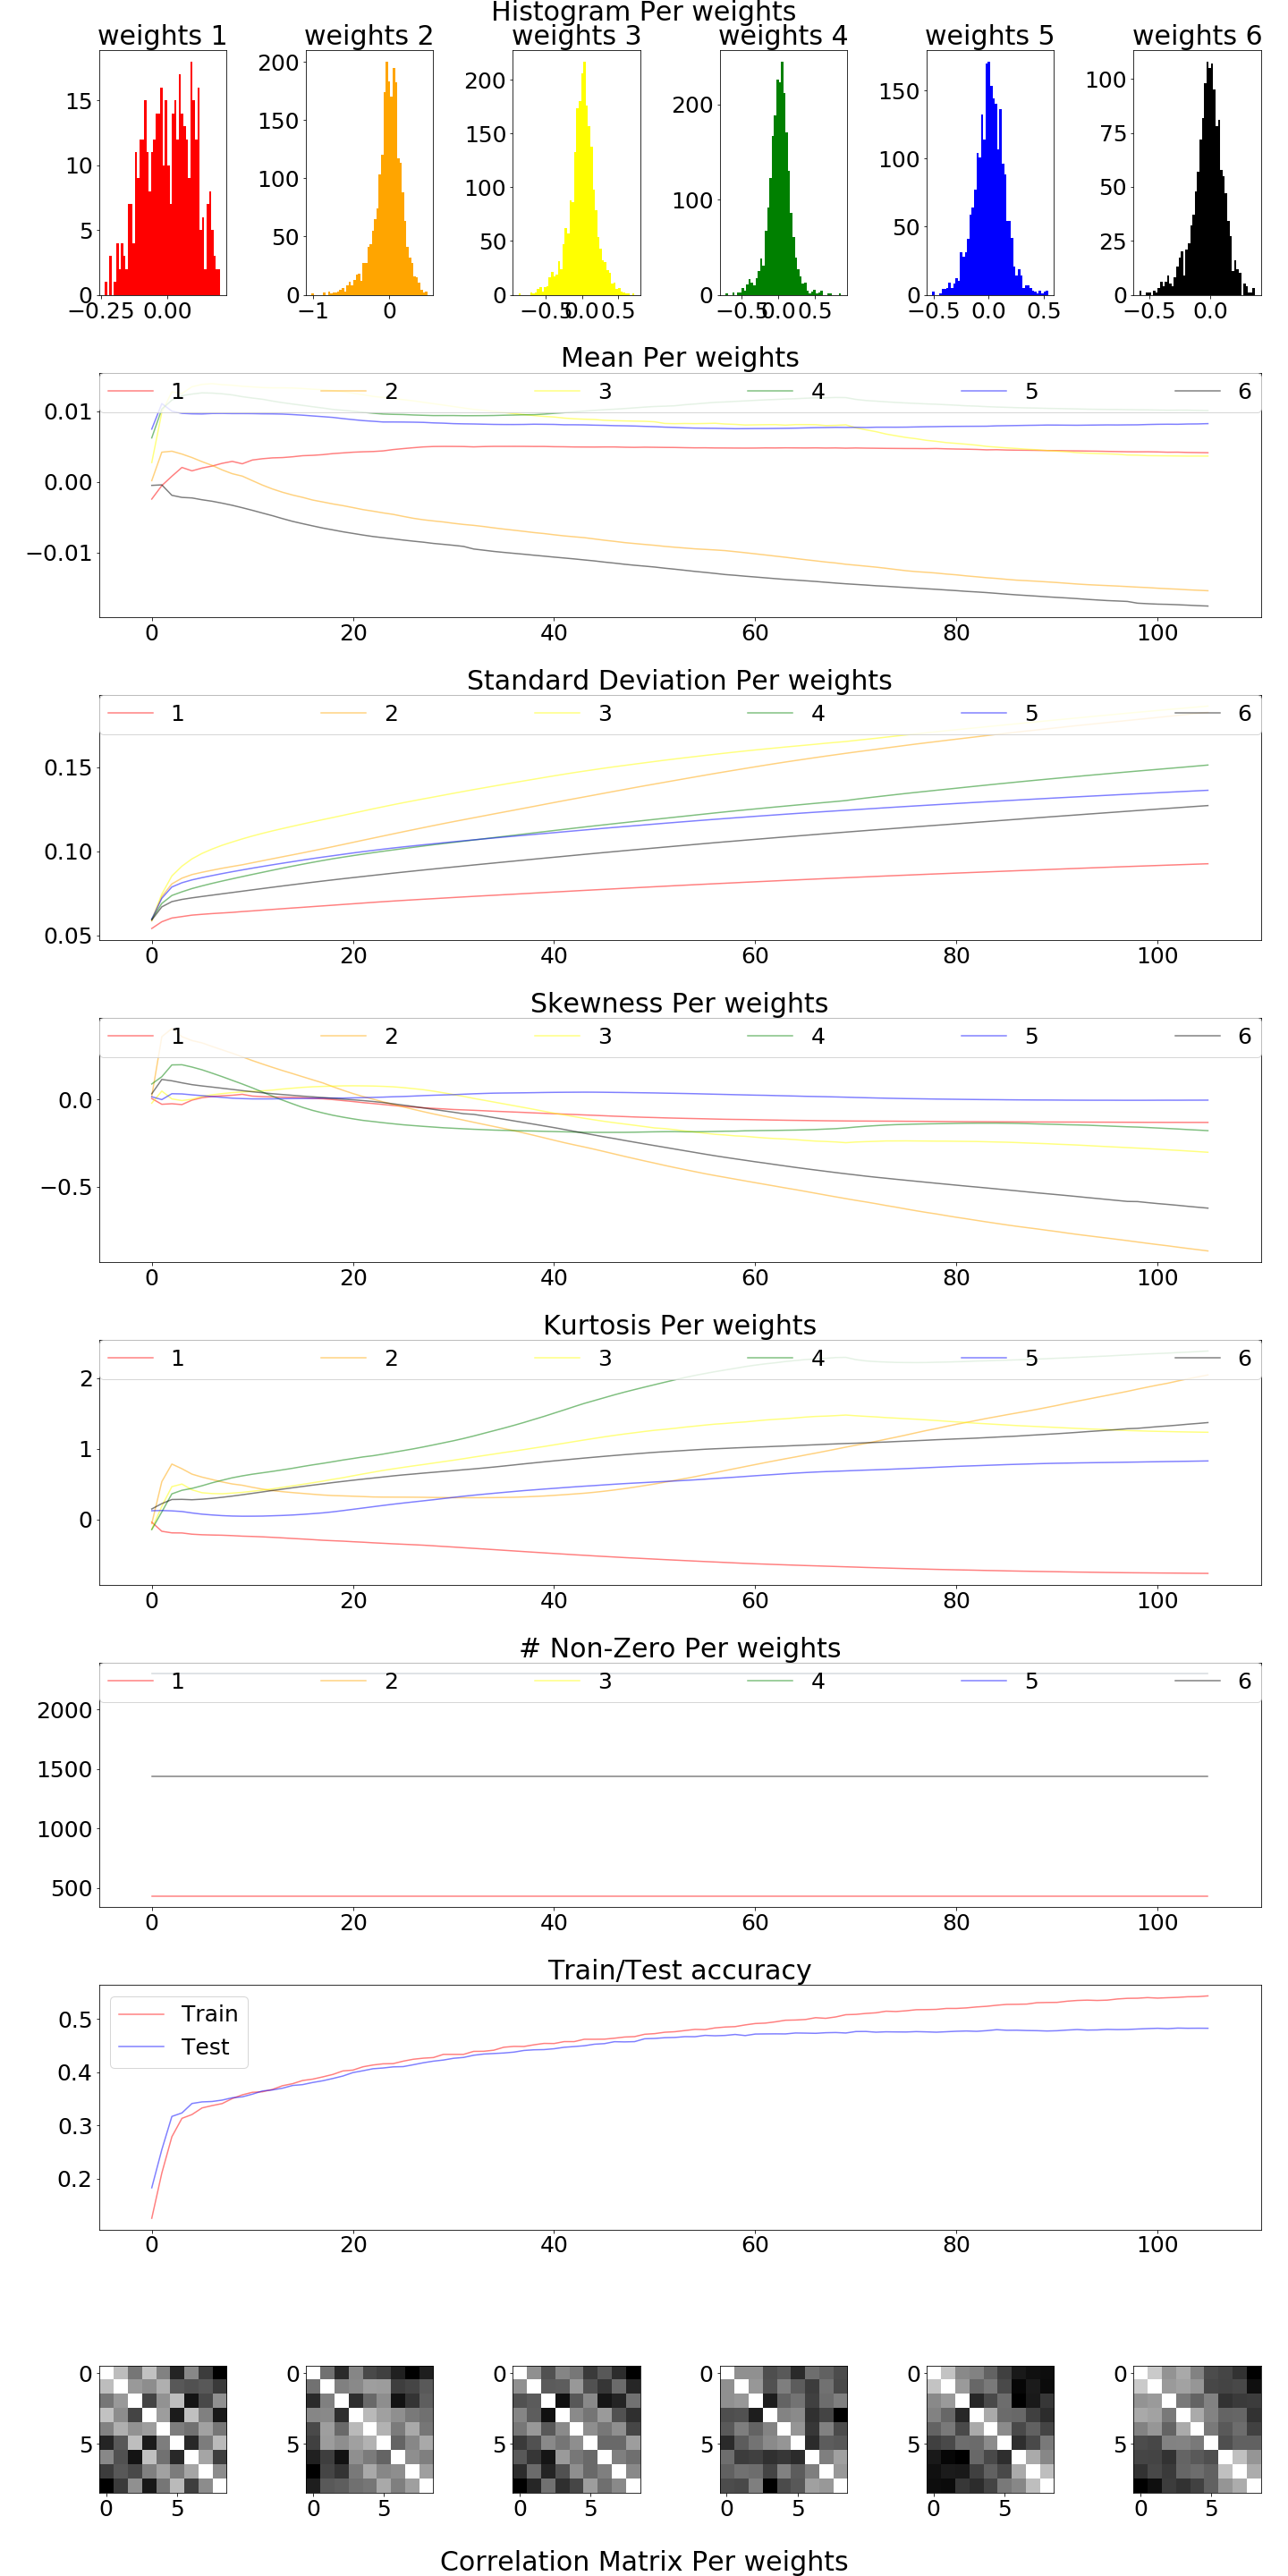 Histogram Per weights
weights 1 weights 2 weights 3 weights 4 weights 5 weights 6
15 10 5 0 −0.25 0.00
200 150 100 50 0 −1 0
200 150 100 50 0 −0.5 0.0 0.5
200 100 0 −0.5 0.0 0.5
150 100 50 0 −0.5 0.0 0.5
100 75 50 25 0 −0.5 0.0
Mean Per weights
1 2 3 4 5 6
0.01
0.00
−0.01
0 20 40 60 80 100
Standard Deviation Per weights
1 2 3 4 5 6
0.15
0.10
0.05
0 20 40 60 80 100
Skewness Per weights
1 2 3 4 5 6
0.0
−0.5
0 20 40 60 80 100
Kurtosis Per weights
1 2 3 4 5 6
2
1
0
0 20 40 60 80 100
# Non-Zero Per weights
1 2 3 4 5 6
2000
1500
1000
500
0 20 40 60 80 100
Train/Test accuracy
Train
Test
0.5
0.4
0.3
0.2
0 20 40 60 80 100
0 0 0 0 0 0
5 5 5 5 5 5
0 5 0 5 0 5 0 5 0 5 0 5
Correlation Matrix Per weights